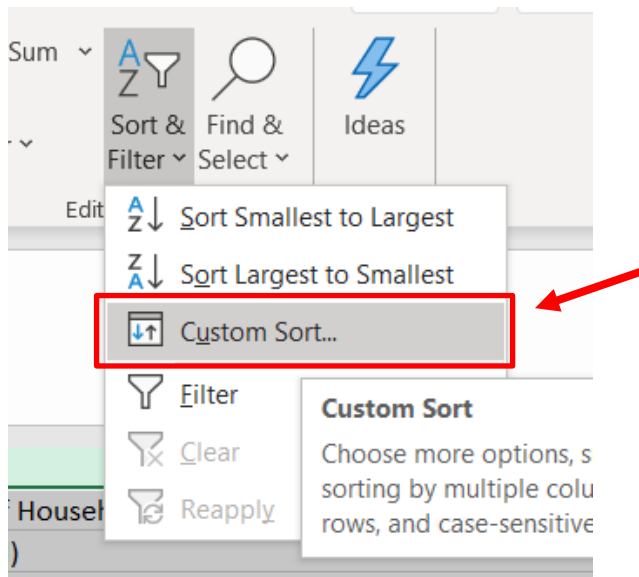 Sum
Sort & Filter
Find & Select
Ideas
Edit
Sort Smallest to Largest
Sort Largest to Smallest
Custom Sort...
Filter
Clear
Reapply
Custom Sort
Choose more options, s
sorting by multiple colu
rows, and case-sensitive
f Househ
)